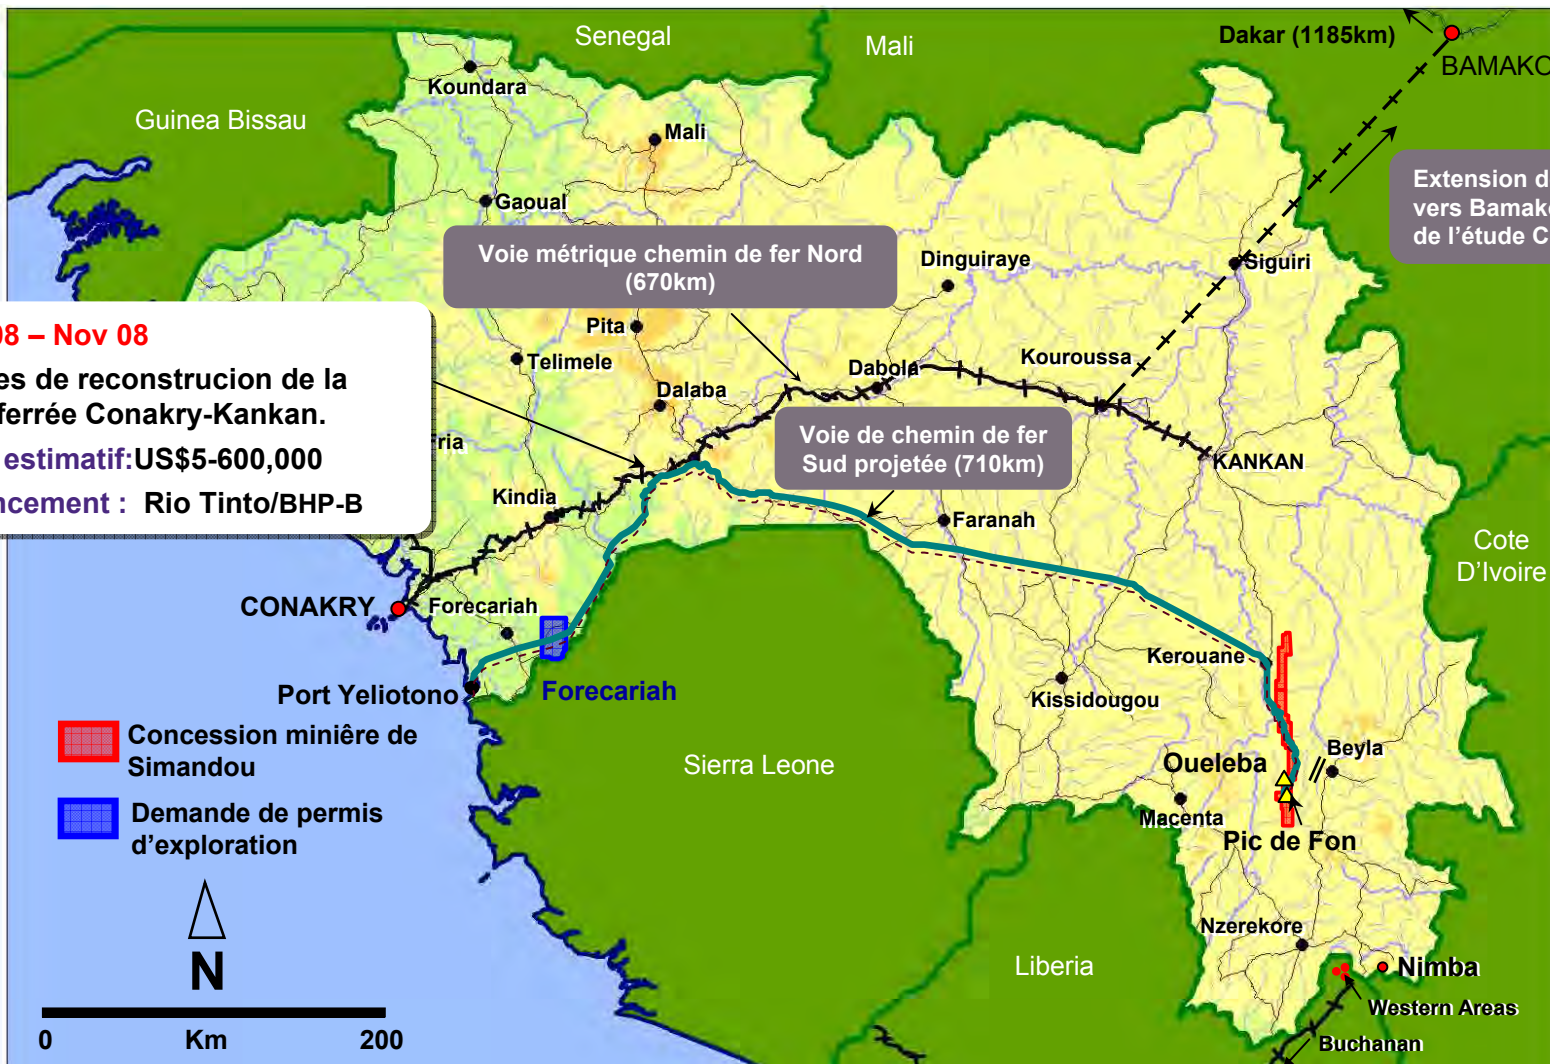 Senegal
Mali
Dakar (1185km)
BAMAKO
Koundara
Guinea Bissau
Mali
Gaoual
Extension d
vers Bamak
de l'étude C
Voie métrique chemin de fer Nord
(670km)
Dinguiraye
Siguiri
08 – Nov 08
es de reconstrucion de la
ferrée Conakry-Kankan.
estimatif:US$5-600,000
ncement : Rio Tinto/BHP-B
Pita
Telimele
Dalaba
Dabola
Kouroussa
Fria
Voie de chemin de fer
Sud projetée (710km)
KANKAN
Kindia
Faranah
Cote
D'Ivoire
CONAKRY
Forecariah
Kerouane
Port Yeliotono
Forecariah
Kissidougou
Concession minière de
Simandou
Sierra Leone
Oueleba
Beyla
Demande de permis
d'exploration
Macenta
Pic de Fon
N
Nzerekore
Liberia
Nimba
Western Areas
0 Km 200
Buchanan